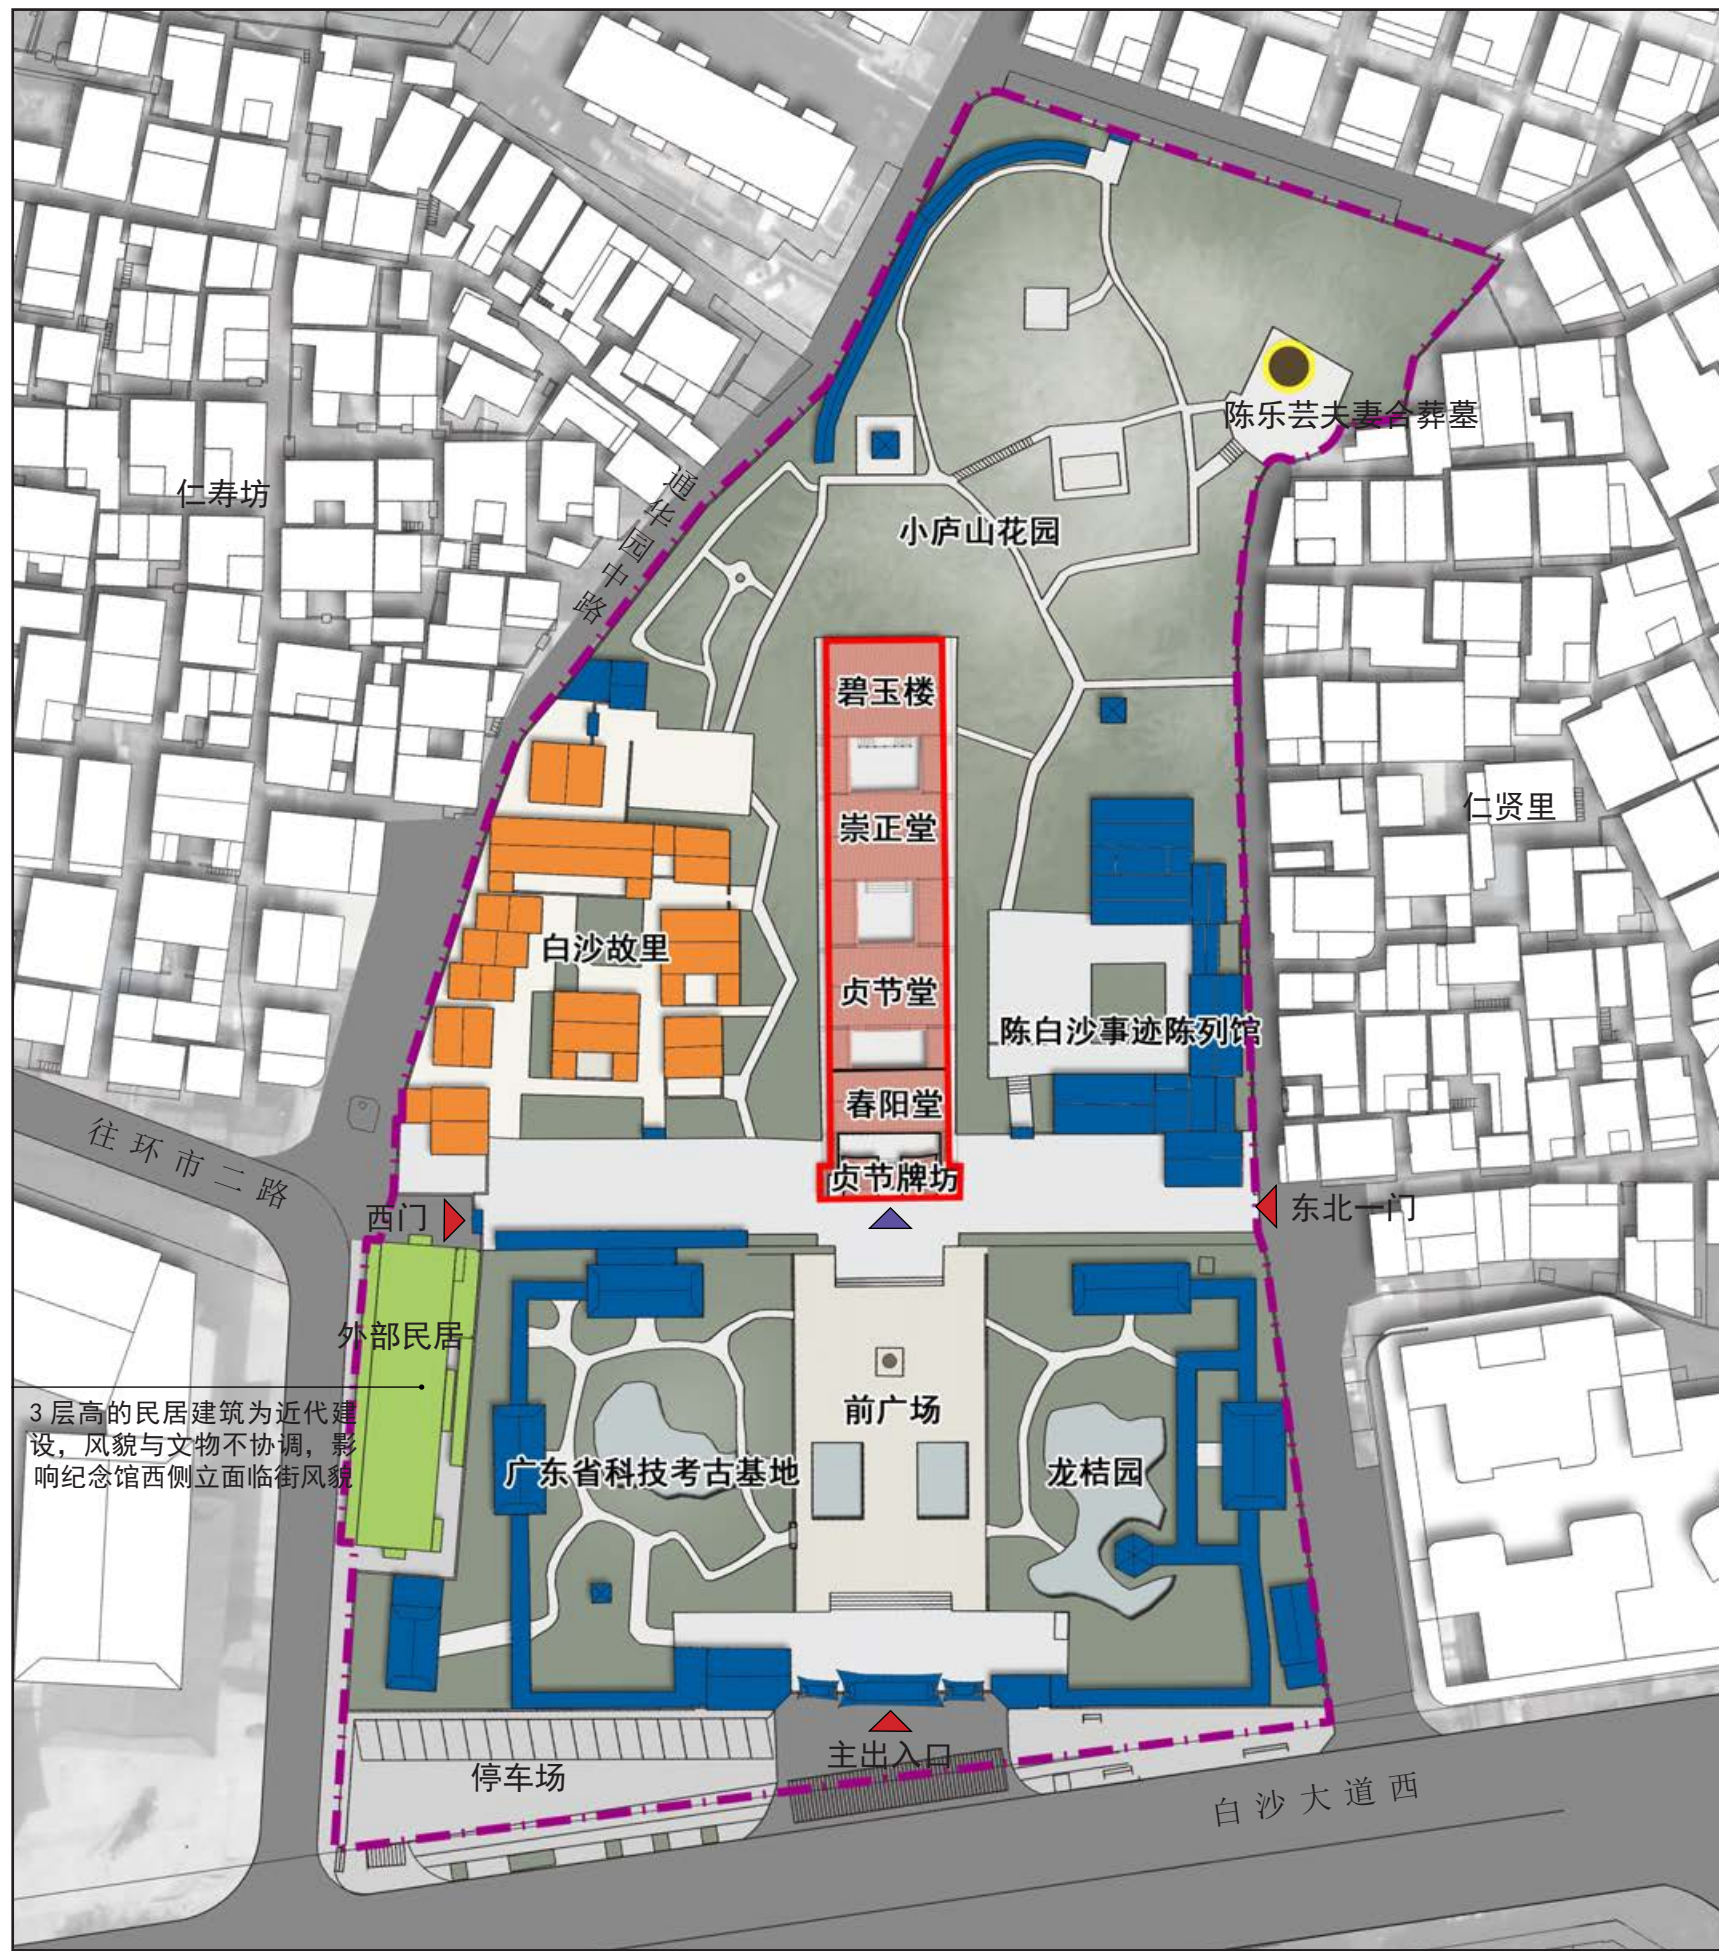 陈乐芸夫妻合葬墓
仁寿坊
通华园中路
小庐山花园
碧玉楼
仁贤里
崇正堂
白沙故里
贞节堂
陈白沙事迹陈列馆
春阳堂
往环市二路
贞节牌坊
西门
东北一门
外部民居
3层高的民居建筑为近代建
设，风貌与文物不协调，影
响纪念馆西侧立面临街风貌
前广场
广东省科技考古基地
龙桔园
主出入口
停车场
白沙大道西